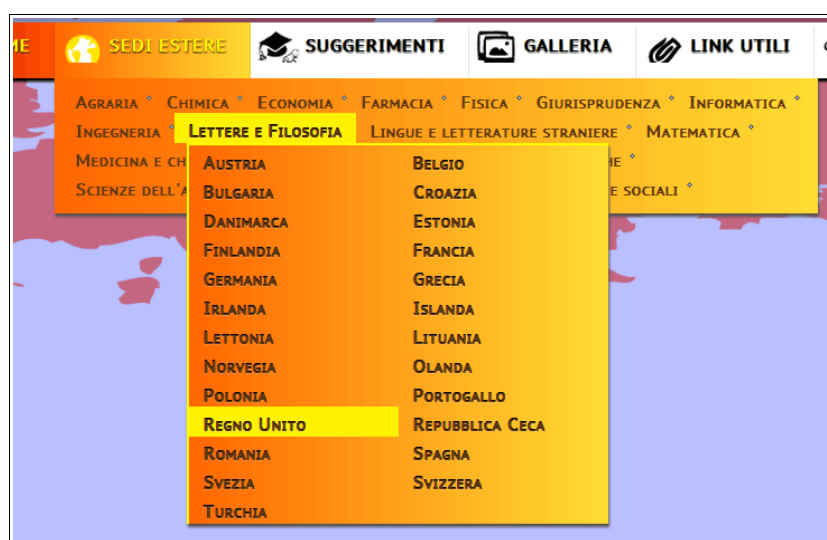 ME SEDI ESTERE SUGGERIMENTI GALLERIA LINK UTILI
AGRARIA ° CHIMICA ° ECONOMIA ° FARMACIA ° FISICA ° GIURISPRUDENZA ° INFORMATICA °
INGEGNERIA ° LETTERE E FILOSOFIA LINGUE E LETTERATURE STRANIERE ° MATEMATICA °
MEDICINA E CH HE °
SCIENZE DELL'A E SOCIALI °
AUSTRIA BELGIO
BULGARIA CROAZIA
DANIMARCA ESTONIA
FINLANDIA FRANCIA
GERMANIA GRECIA
IRLANDA ISLANDA
LETTONIA LITUANIA
NORVEGIA OLANDA
POLONIA PORTOGALLO
REGNO UNITO REPUBBLICA CECA
ROMANIA SPAGNA
SVEZIA SVIZZERA
TURCHIA